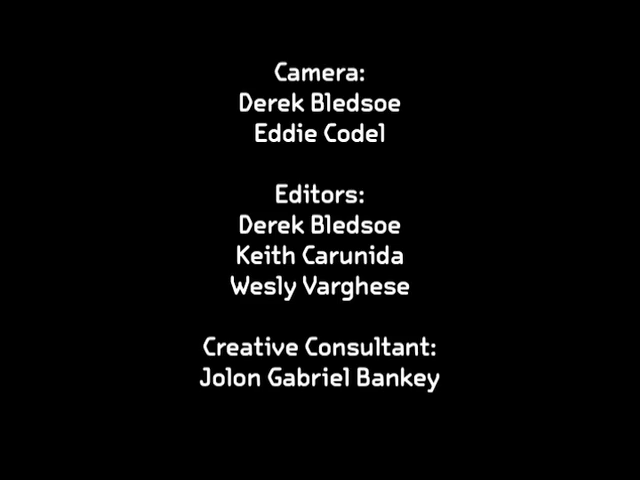 Camera:
Derek Bledsoe
Eddie Codel
Editors:
Derek Bledsoe
Keith Carunida
Wesly Varghese
Creative Consultant:
Jolon Gabriel Bankey